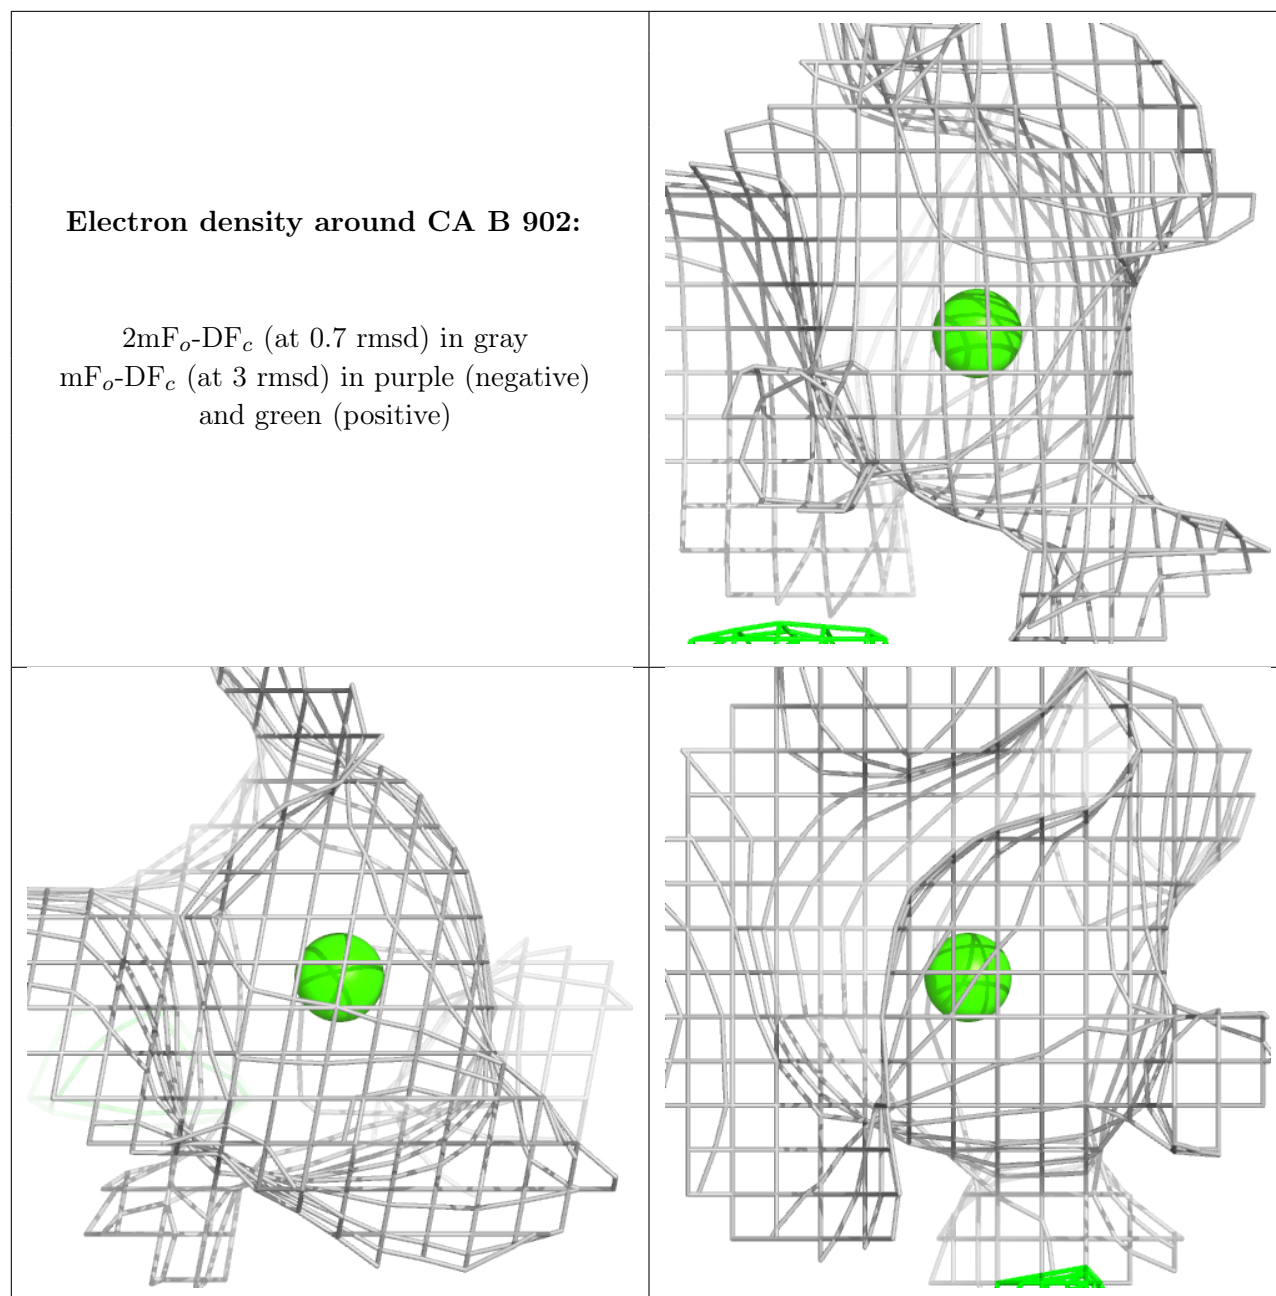 Electron density around CA B 902:
2mFo-DFc (at 0.7 rmsd) in gray
mFo-DFc (at 3 rmsd) in purple (negative)
and green (positive)